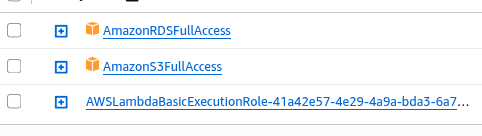 AmazonRDSFullAccess
AmazonS3FullAccess
AWSLambdaBasicExecutionRole-41a42e57-4e29-4a9a-bda3-6a7...